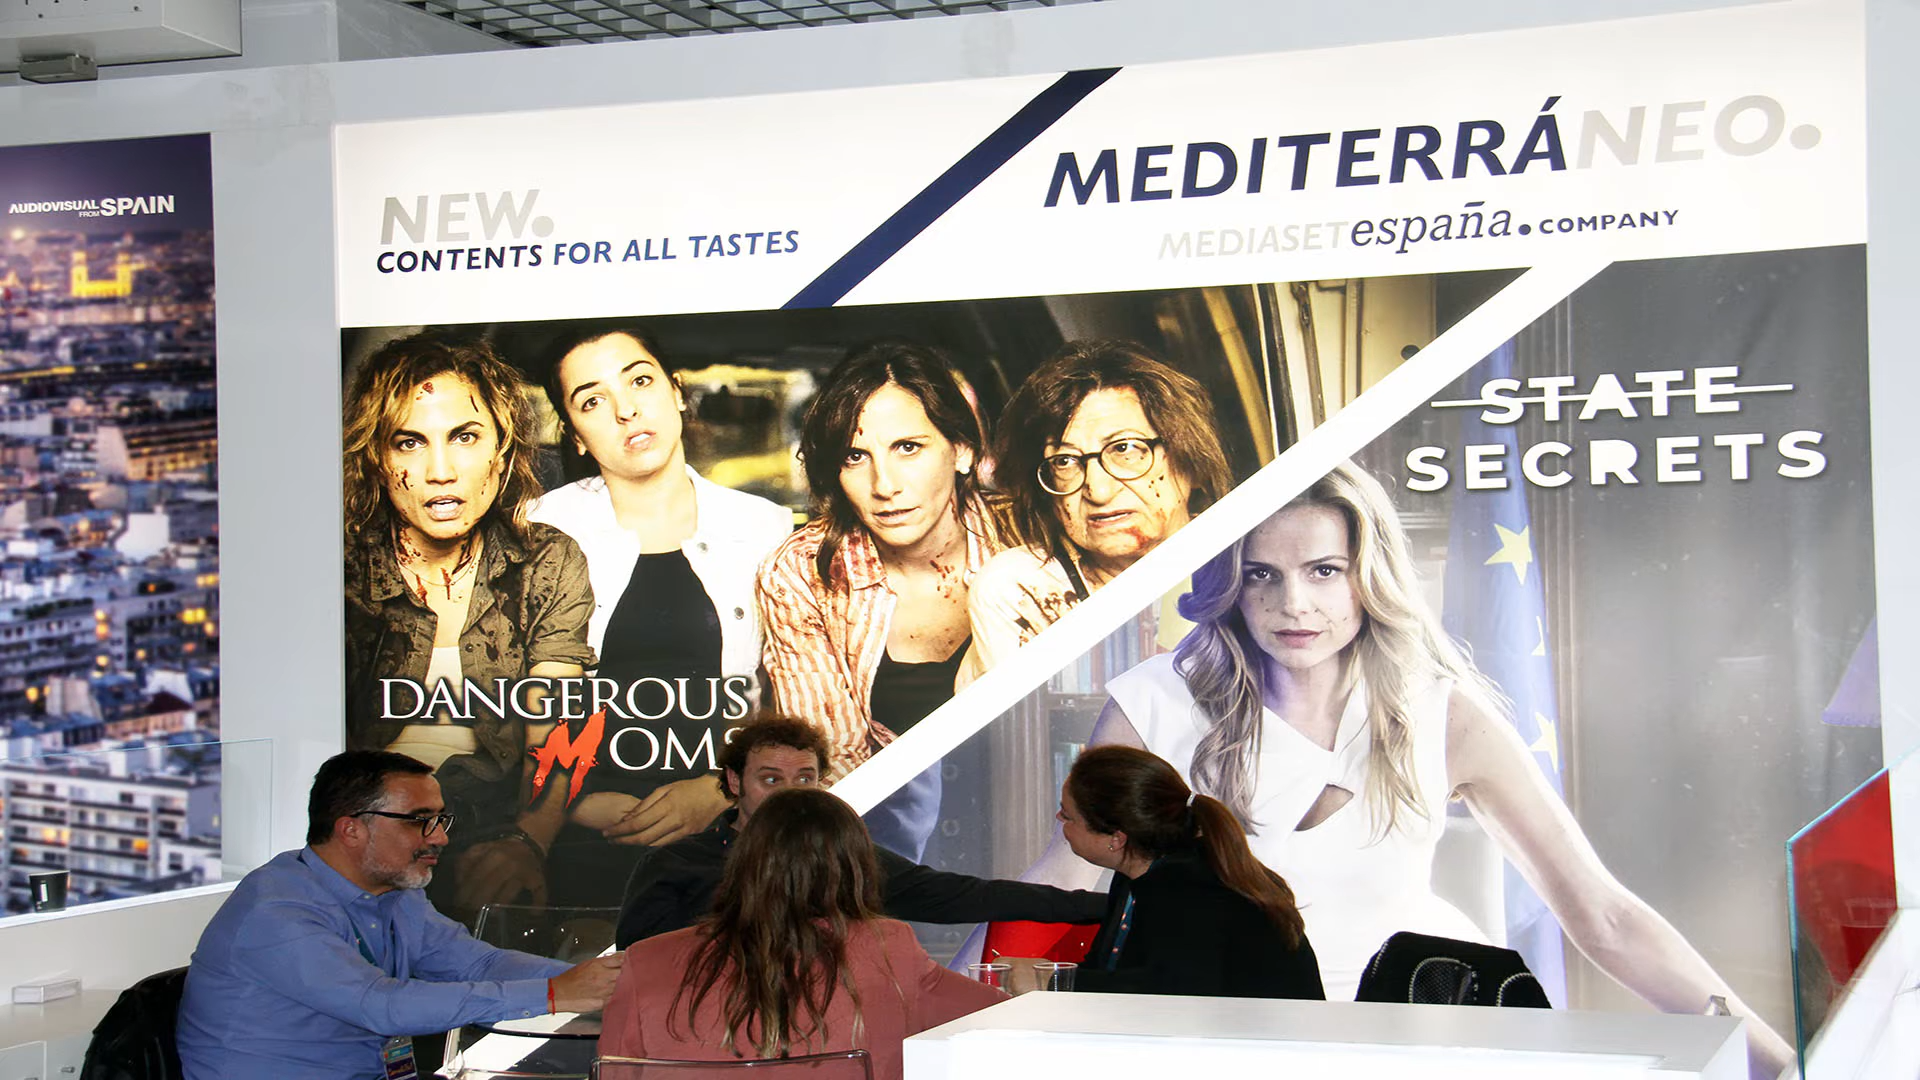 AUDIOVISUAL
FROM SPAIN
NEW.
CONTENTS FOR ALL TASTES
MEDITERRÁNEO.
MEDIASETespaña.COMPANY
STATE
SECRETS
DANGEROUS
MOMS